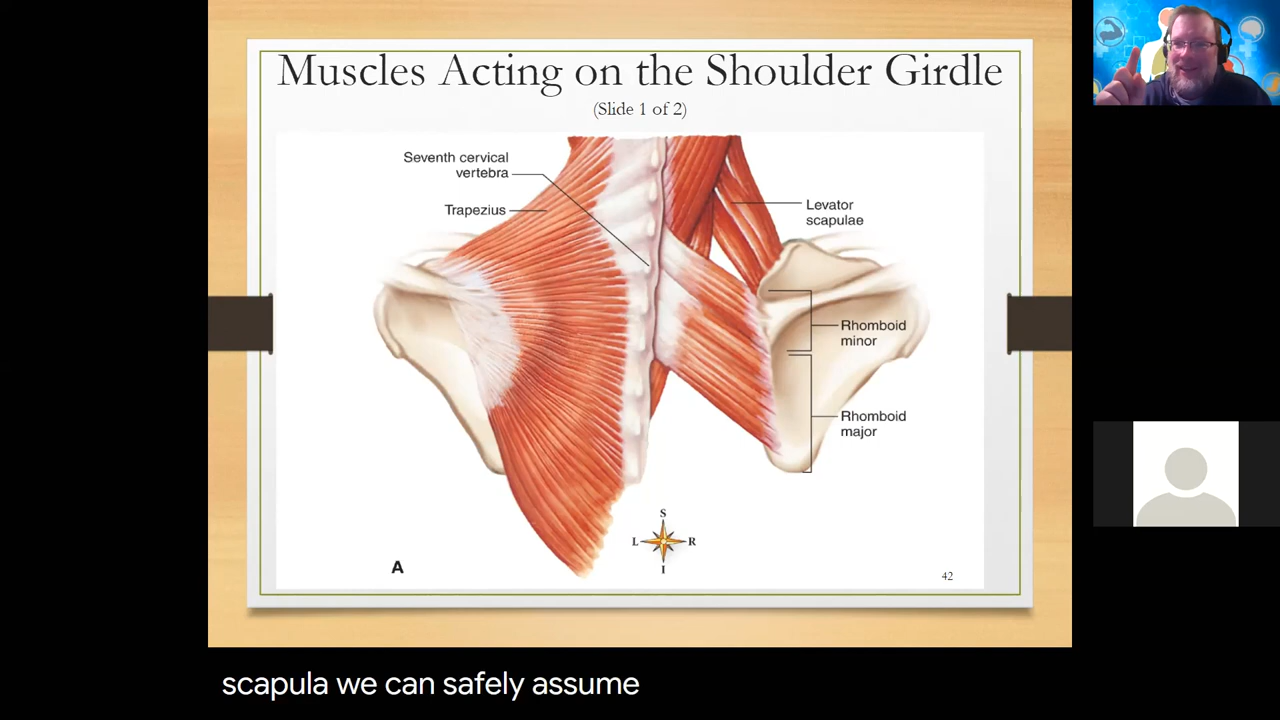 Muscles Acting on the Shoulder Girdle
(Slide 1 of 2)
Seventh cervical
vertebra
Trapezius
Levator
scapulae
Rhomboid
minor
Rhomboid
major
S
L R
I
A
42
scapula we can safely assume